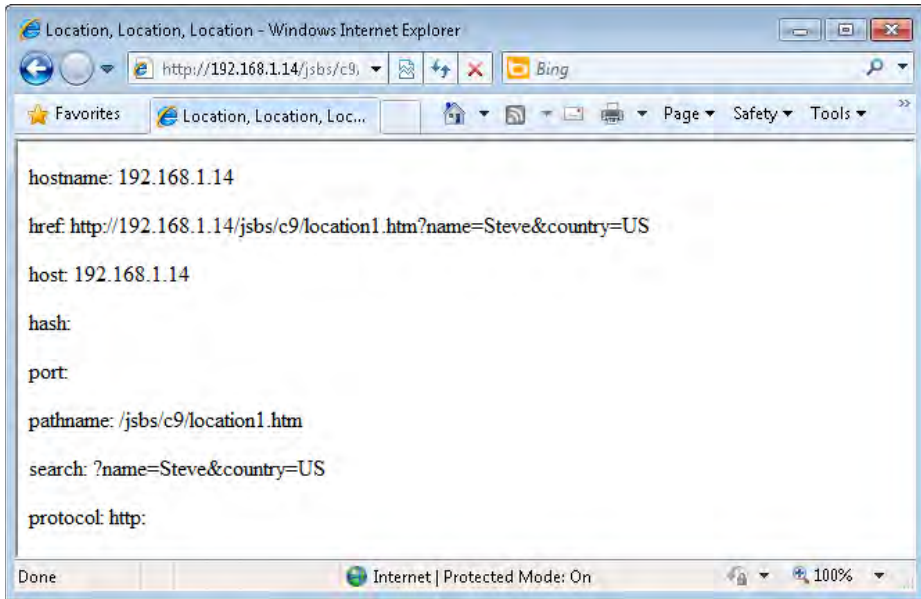 Location, Location, Location - Windows Internet Explorer
http://192.168.1.14/jsbs/c9, Bing
Favorites Location, Location, Loc... Page Safety Tools »
hostname: 192.168.1.14
href: http://192.168.1.14/jsbs/c9/location1.htm?name=Steve&country=US
host: 192.168.1.14
hash:
port:
pathname: /jsbs/c9/location1.htm
search: ?name=Steve&country=US
protocol: http:
Done Internet | Protected Mode: On 100%